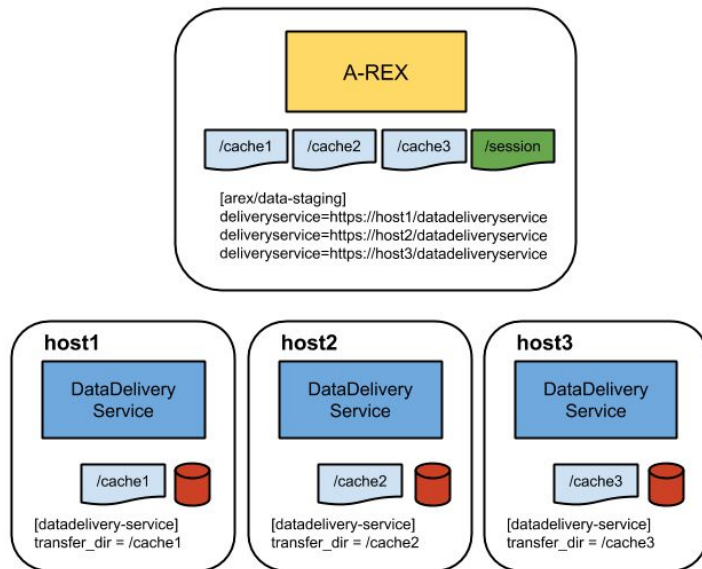 A-REX
/cache1
/cache2
/cache3
/session
[arex/data-staging]
deliveryservice=https://host1/datadeliveryservice
deliveryservice=https://host2/datadeliveryservice
deliveryservice=https://host3/datadeliveryservice
host1
DataDelivery
Service
/cache1
[datadelivery-service]
transfer_dir = /cache1
host2
DataDelivery
Service
/cache2
[datadelivery-service]
transfer_dir = /cache2
host3
DataDelivery
Service
/cache3
[datadelivery-service]
transfer_dir = /cache3